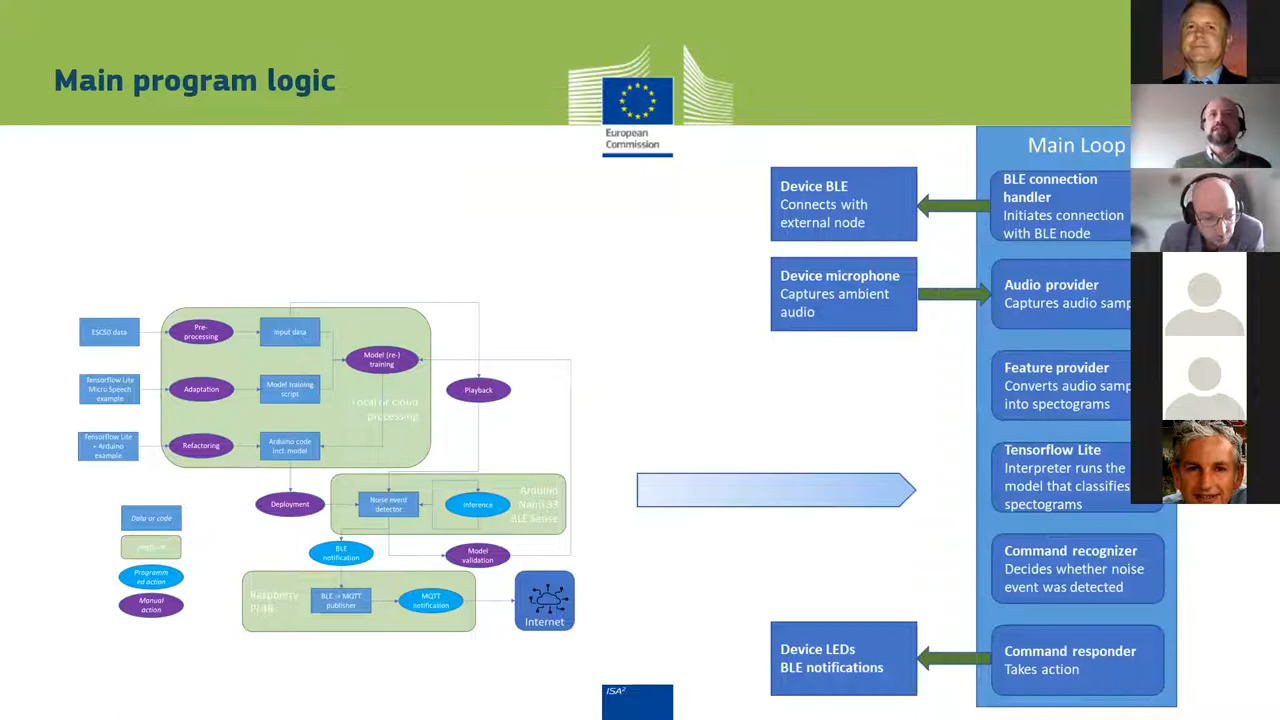 Main program logic
European
Commission
ESC50 data
Pre-
processing
Input data
Model (re-)
training
Tensorflow Lite
Micro Speech
example
Adaptation
Model training
script
Local or cloud
processing
Playback
Tensorflow Lite
+ Arduino
example
Refactoring
Arduino code
incl. model
Deployment
Noise event
detector
Inference
Arduino
Nano 33
BLE Sense
BLE
notification
Model
validation
Raspberry
Pi 4B
BLE -> MQTT
publisher
MQTT
notification
Internet
Data or code
Programm
ed action
Manual
action
Device BLE
Connects with
external node
Device microphone
Captures ambient
audio
Device LEDs
BLE notifications
Main Loop
BLE connection
handler
Initiates connection
with BLE node
Audio provider
Captures audio samp
Feature provider
Converts audio samp
into spectograms
Tensorflow Lite
Interpreter runs the
model that classifies
spectograms
Command recognizer
Decides whether noise
event was detected
Command responder
Takes action
ISA²